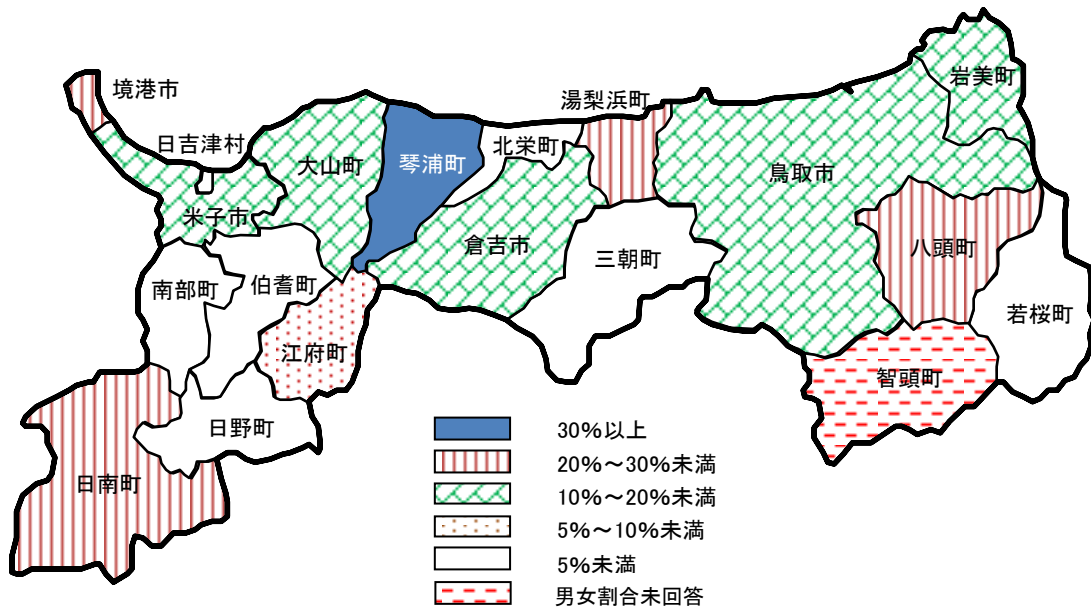 境港市
日吉津村
米子市
大山町
琴浦町
北栄町
湯梨浜町
鳥取市
岩美町
倉吉市
三朝町
八頭町
若桜町
智頭町
南部町
伯耆町
江府町
日野町
日南町
30%以上
20%～30%未満
10%～20%未満
5%～10%未満
5%未満
男女割合未回答